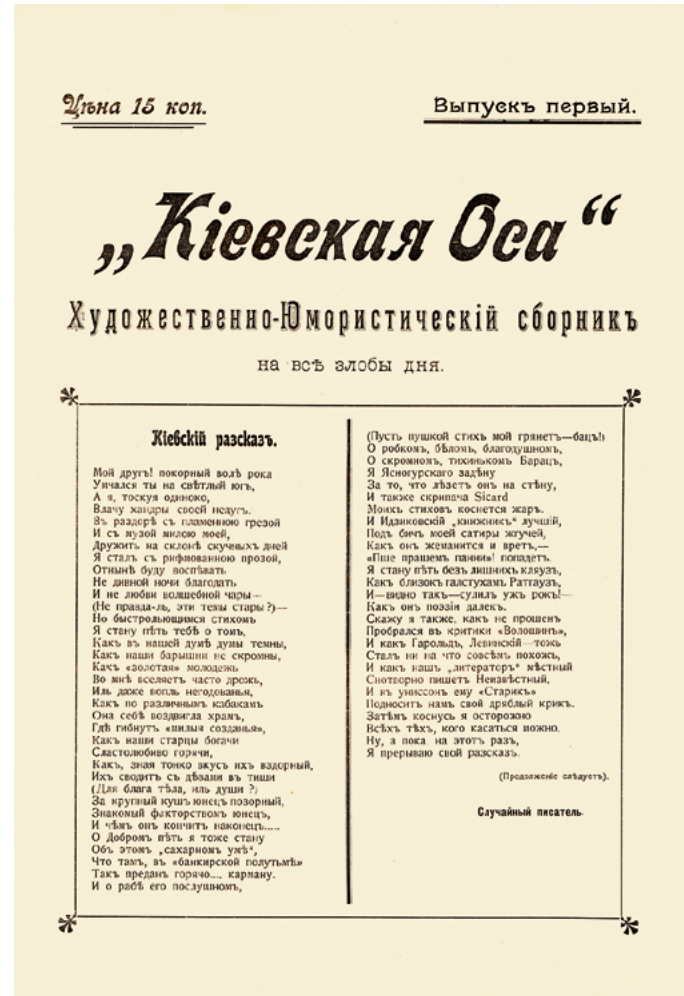 Цѣна 15 коп.
Выпускъ первый.
„Кіевская Оса“
Художественно-Юмористическій сборникъ
на всѣ злобы дня.
Кіевскій разсказъ.
Мой другъ! покорный волѣ рока
Умчался ты на свѣтлый югъ,
А я, тоскуя одиноко,
Влачу хандры своей недугъ.
Въ раздорѣ съ пламенною грезой
И съ музой милою моей,
Дружить на склонѣ скучныхъ дней
Я сталъ съ рифмованною прозой,
Отнынѣ буду воспѣвать
Не дивной ночи благодать
И не любви волшебной чары—
(Не правда-ль, эти темы стары?)—
Но быстрольющимся стихомъ
Я стану пѣть тебѣ о томъ,
Какъ въ нашей думѣ думы темны,
Какъ наши барышни не скромны,
Какъ „золотая“ молодежь
Во мнѣ вселяетъ часто дрожь,
Иль даже вопль негодованья,
Какъ по различнымъ кабакамъ
Она себѣ воздвигла храмъ,
Гдѣ гибнутъ «милыя созданья»,
Какъ наши старцы богачи
Сластолюбиво горячи,
Какъ, зная тонко вкусъ ихъ вздорный,
Ихъ сводитъ съ дѣвами въ тиши
(Для блага тѣла, иль души?)
За крупный кушъ юнецъ позорный,
Знакомый факторствомъ юнецъ,
И чѣмъ онъ кончитъ наконецъ.....
О Добромъ пѣть я тоже стану
Объ этомъ „сахарномъ умѣ“,
Что тамъ, въ «банкирской полутьмѣ»
Такъ преданъ горячо.... карману.
И о рабѣ его послушномъ,
(Пусть пушкой стихъ мой грянетъ—бацъ!)
О робкомъ, бѣломъ, благодушномъ,
О скромномъ, тихинькомъ Барацъ,
Я Ясногурскаго задѣну
За то, что лѣзетъ онъ на стѣну,
И также скрипача Sicard
Моихъ стиховъ коснется жаръ.
И Идзиковскій „книжникъ“ лучшій,
Подъ бичъ моей сатиры жгучей,
Какъ онъ жеманится и вретъ,—
«Пше прашемъ панни» попадетъ.
Я стану пѣть безъ лишнихъ кляузъ,
Какъ близокъ галстухамъ Раттаузъ,
И—видно такъ—сулилъ ужъ рокъ!—
Какъ онъ поэзіи далекъ.
Скажу я также, какъ не прошенъ
Пробрался въ критики «Волошинъ»,
И какъ Гарольдъ, Левинскій—тожъ
Сталъ ни на что совсѣмъ похожъ,
И какъ нашъ „литераторъ“ мѣстный
Снотворно пишетъ Неизвѣстный,
И въ униссонъ ему «Старикъ»
Подноситъ намъ свой дряблый крикъ.
Затѣмъ коснусь я осторожно
Всѣхъ тѣхъ, кого касаться можно.
Ну, а пока на этотъ разъ,
Я прерываю свой разсказъ.
(Продолженіе слѣдуетъ).
Случайный писатель